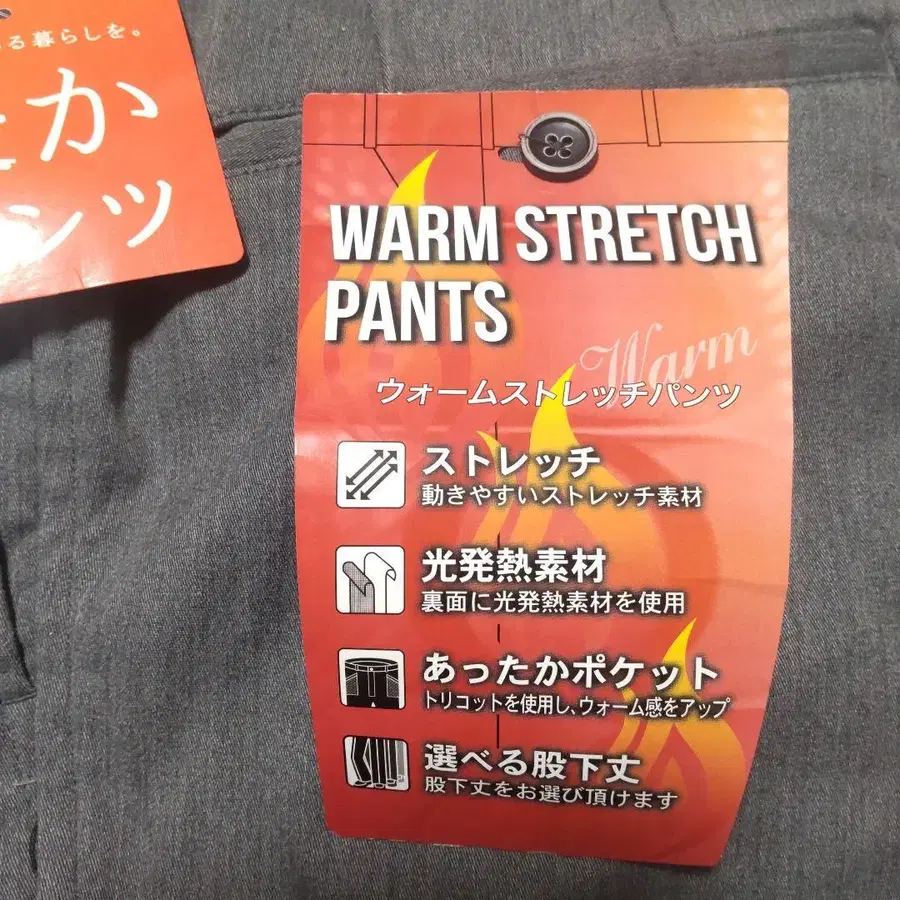 る暮らしを。
たか
ンツ
WARM STRETCH
PANTS
Warm
ウォームストレッチパンツ
ストレッチ
動きやすいストレッチ素材
光発熱素材
裏面に光発熱素材を使用
あったかポケット
トリコットを使用し、ウォーム感をアップ
選べる股下丈
股下丈をお選び頂けます